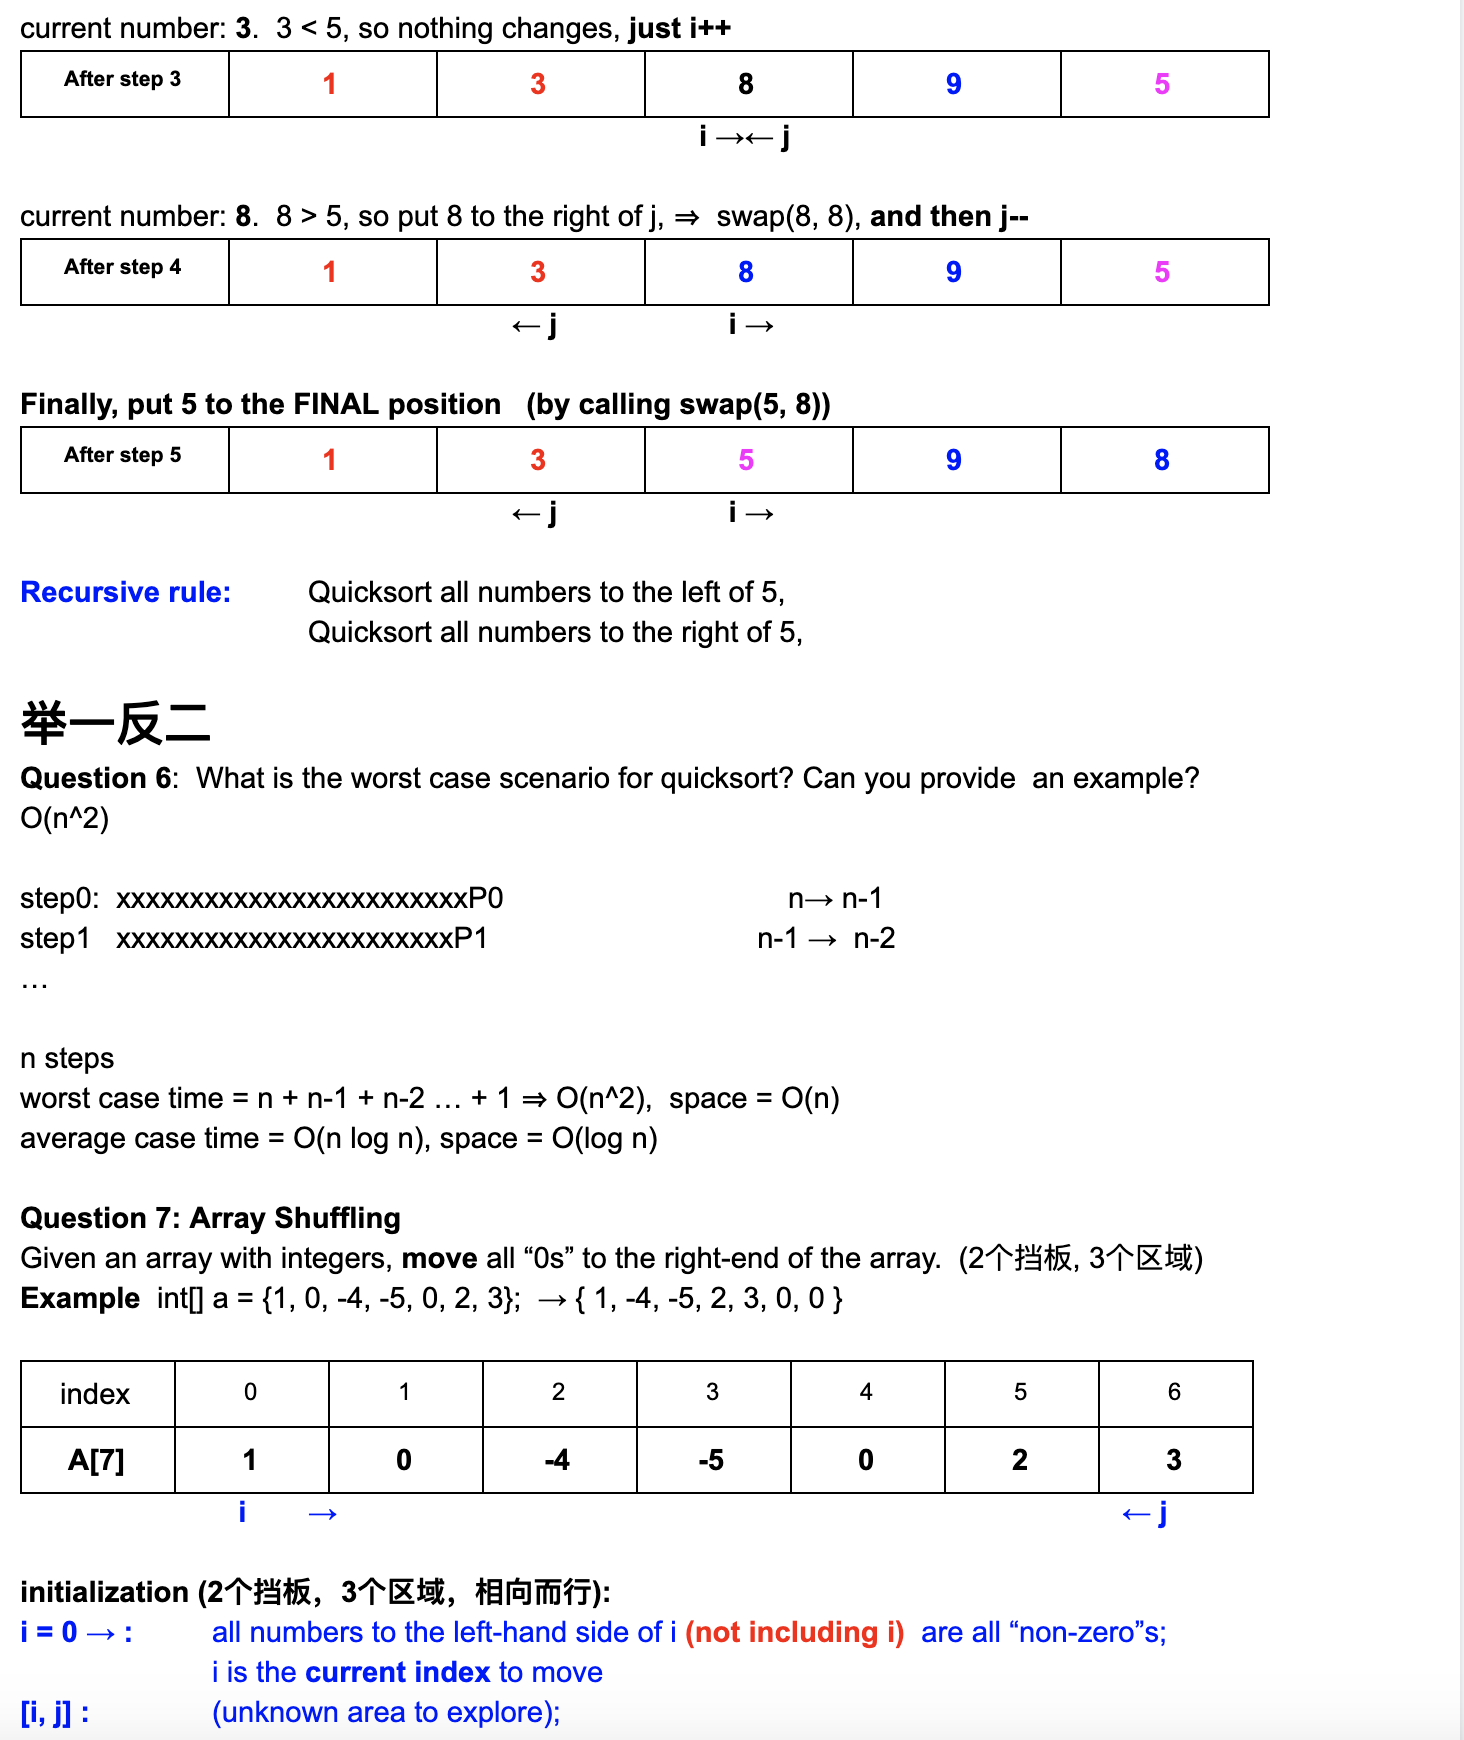 current number: 3.  3 < 5, so nothing changes, just i++
After step 3 1 3 8 9 5
i →← j
current number: 8.  8 > 5, so put 8 to the right of j, ⇒  swap(8, 8), and then j--
After step 4 1 3 8 9 5
← j i →
Finally, put 5 to the FINAL position   (by calling swap(5, 8))
After step 5 1 3 5 9 8
← j i →
Recursive rule: Quicksort all numbers to the left of 5,
Quicksort all numbers to the right of 5,
举一反二
Question 6:  What is the worst case scenario for quicksort? Can you provide  an example?
O(n^2)
step0:  xxxxxxxxxxxxxxxxxxxxxxxxP0 n→ n-1
step1   xxxxxxxxxxxxxxxxxxxxxxxP1 n-1 →  n-2
…
n steps
worst case time = n + n-1 + n-2 … + 1 ⇒ O(n^2),  space = O(n)
average case time = O(n log n), space = O(log n)
Question 7: Array Shuffling
Given an array with integers, move all “0s” to the right-end of the array.  (2个挡板, 3个区域)
Example  int[] a = {1, 0, -4, -5, 0, 2, 3};  → { 1, -4, -5, 2, 3, 0, 0 }
index 0 1 2 3 4 5 6
A[7] 1 0 -4 -5 0 2 3
i → ← j
initialization (2个挡板，3个区域，相向而行):
i = 0 → : all numbers to the left-hand side of i (not including i)  are all “non-zero”s;
i is the current index to move
[i, j] : (unknown area to explore);